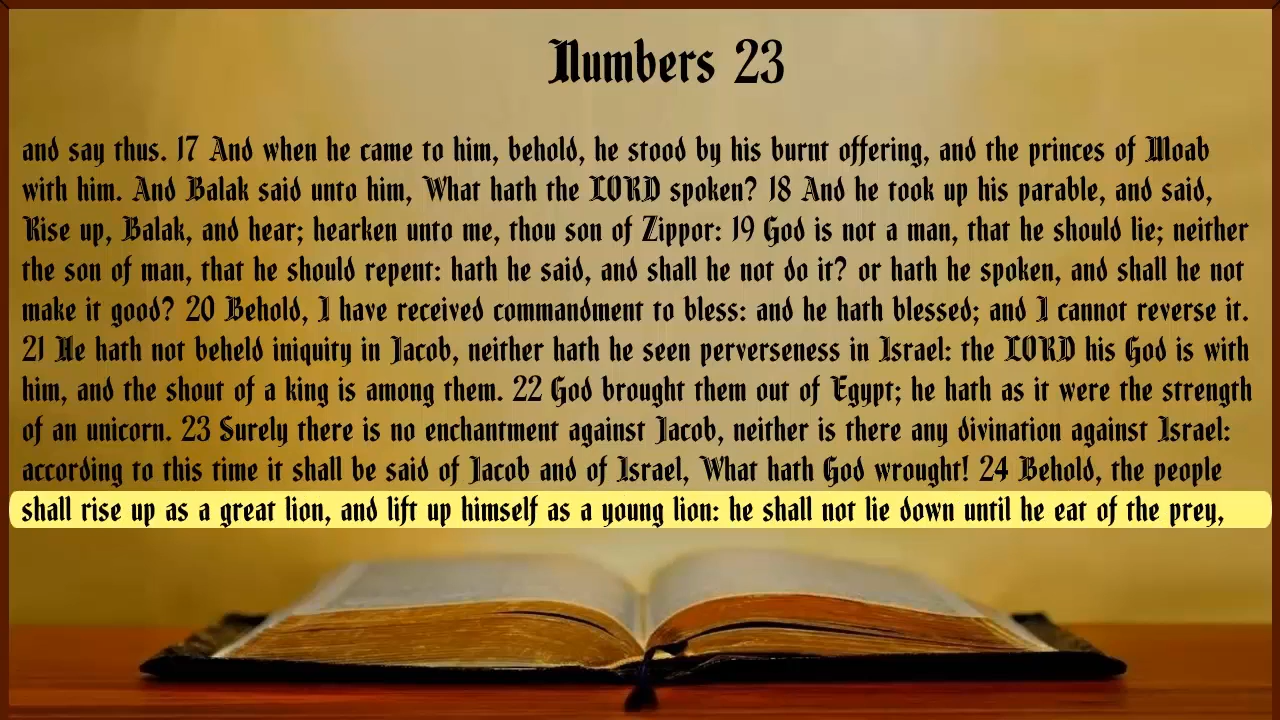 Numbers 23
and say thus. 17 And when he came to him, behold, he stood by his burnt offering, and the princes of Moab
with him. And Balak said unto him, What hath the LORD spoken? 18 And he took up his parable, and said,
Rise up, Balak, and hear; hearken unto me, thou son of Zippor: 19 God is not a man, that he should lie; neither
the son of man, that he should repent: hath he said, and shall he not do it? or hath he spoken, and shall he not
make it good? 20 Behold, I have received commandment to bless: and he hath blessed; and I cannot reverse it.
21 He hath not beheld iniquity in Jacob, neither hath he seen perverseness in Israel: the LORD his God is with
him, and the shout of a king is among them. 22 God brought them out of Egypt; he hath as it were the strength
of an unicorn. 23 Surely there is no enchantment against Jacob, neither is there any divination against Israel:
according to this time it shall be said of Jacob and of Israel, What hath God wrought! 24 Behold, the people
shall rise up as a great lion, and lift up himself as a young lion: he shall not lie down until he eat of the prey,